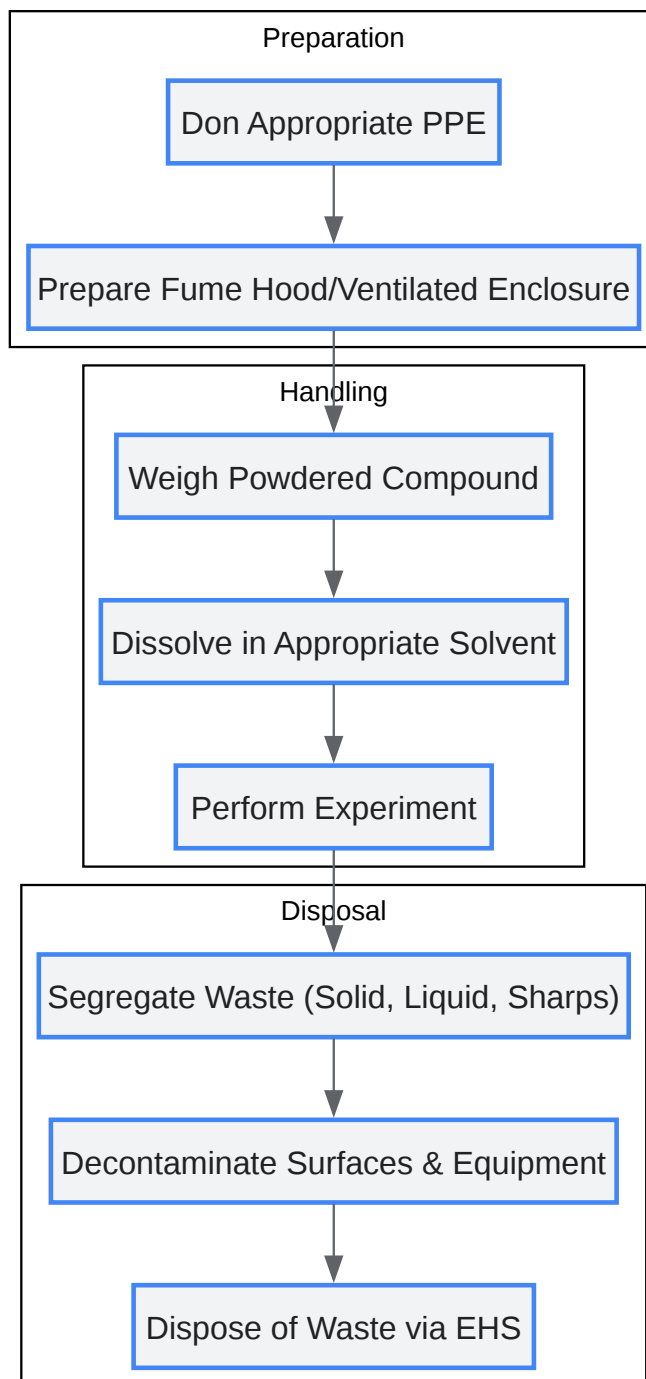 Preparation
Don Appropriate PPE
Prepare Fume Hood/Ventilated Enclosure
Handling
Weigh Powdered Compound
Dissolve in Appropriate Solvent
Perform Experiment
Disposal
Segregate Waste (Solid, Liquid, Sharps)
Decontaminate Surfaces & Equipment
Dispose of Waste via EHS